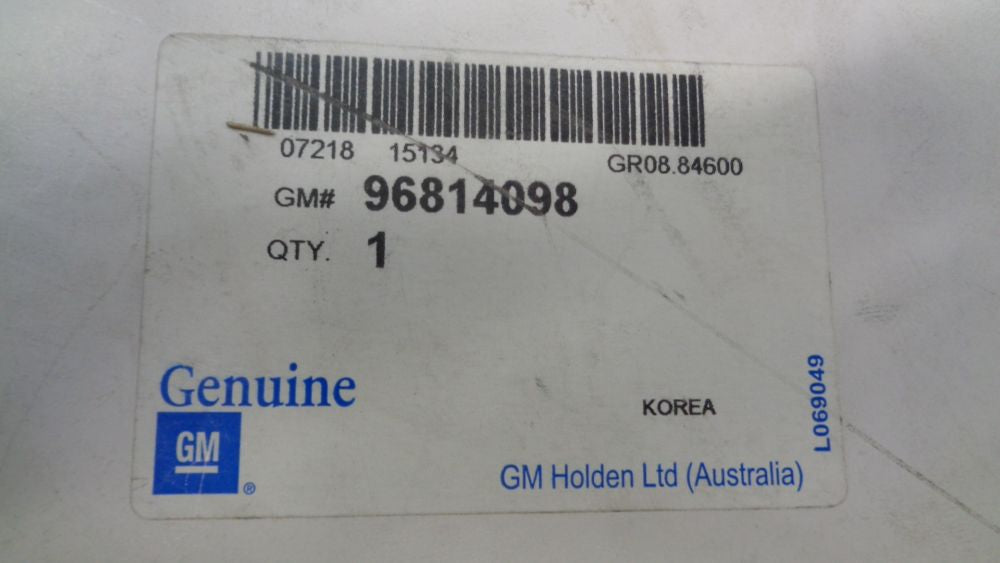 07218 15134 GR08.84600
GM# 96814098
QTY. 1
Genuine
GM ®
KOREA
GM Holden Ltd (Australia)
L069049